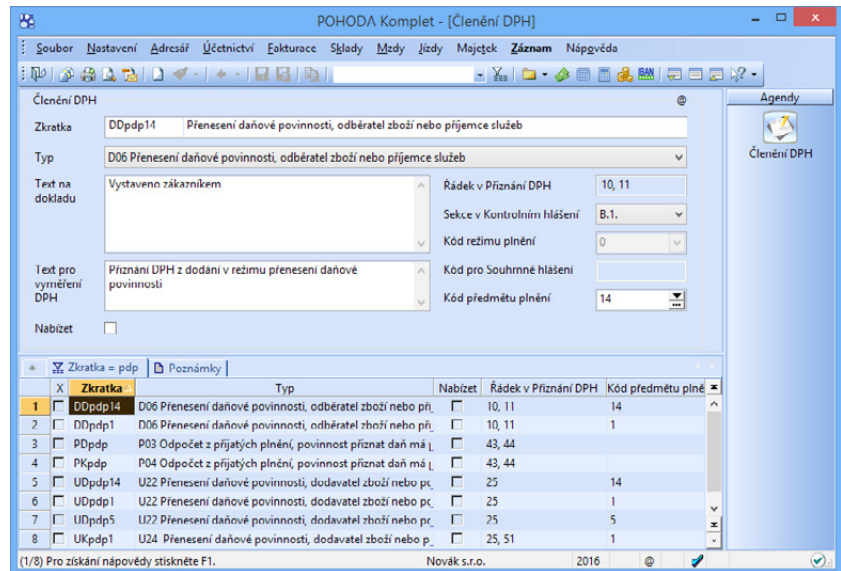 POHODA Komplet - [Členění DPH]
Soubor Nastavení Adresář Účetnictví Fakturace Sklady Mzdy Jízdy Majetek Záznam Nápověda
IBAN
Členění DPH @
Agendy
Členění DPH
Zkratka DDpdp14 Přenesení daňové povinnosti, odběratel zboží nebo příjemce služeb
Typ D06 Přenesení daňové povinnosti, odběratel zboží nebo příjemce služeb
Text na dokladu
Vystaveno zákazníkem
Řádek v Přiznání DPH 10, 11
Sekce v Kontrolním hlášení B.1.
Kód režimu plnění 0
Text pro vyměření DPH
Přiznání DPH z dodání v režimu přenesení daňové
povinnosti
Kód pro Souhrnné hlášení
Kód předmětu plnění 14
Nabízet
Zkratka = pdp Poznámky
X Zkratka Typ Nabízet Řádek v Přiznání DPH Kód předmětu plně
1 DDpdp14 D06 Přenesení daňové povinnosti, odběratel zboží nebo při 10, 11 14
2 DDpdp1 D06 Přenesení daňové povinnosti, odběratel zboží nebo při 10, 11 1
3 PDpdp P03 Odpočet z přijatých plnění, povinnost přiznat daň má p 43, 44
4 PKpdp P04 Odpočet z přijatých plnění, povinnost přiznat daň má p 43, 44
5 UDpdp14 U22 Přenesení daňové povinnosti, dodavatel zboží nebo po 25 14
6 UDpdp1 U22 Přenesení daňové povinnosti, dodavatel zboží nebo po 25 1
7 UDpdp5 U22 Přenesení daňové povinnosti, dodavatel zboží nebo po 25 5
8 UKpdp1 U24 Přenesení daňové povinnosti, dodavatel zboží nebo p 25, 51 1
(1/8) Pro získání nápovědy stiskněte F1. Novák s.r.o. 2016 @